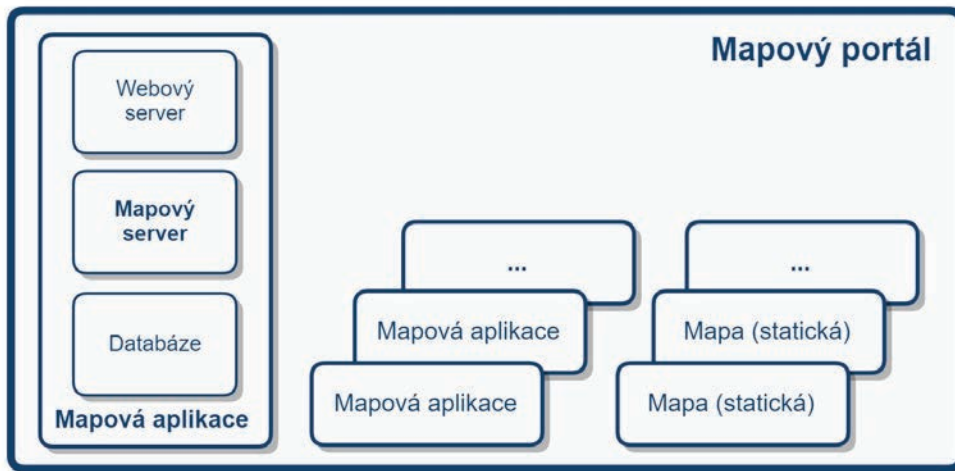 Mapový portál
Webový
server
Mapový
server
Databáze
Mapová aplikace
...
Mapová aplikace
Mapová aplikace
...
Mapa (statická)
Mapa (statická)